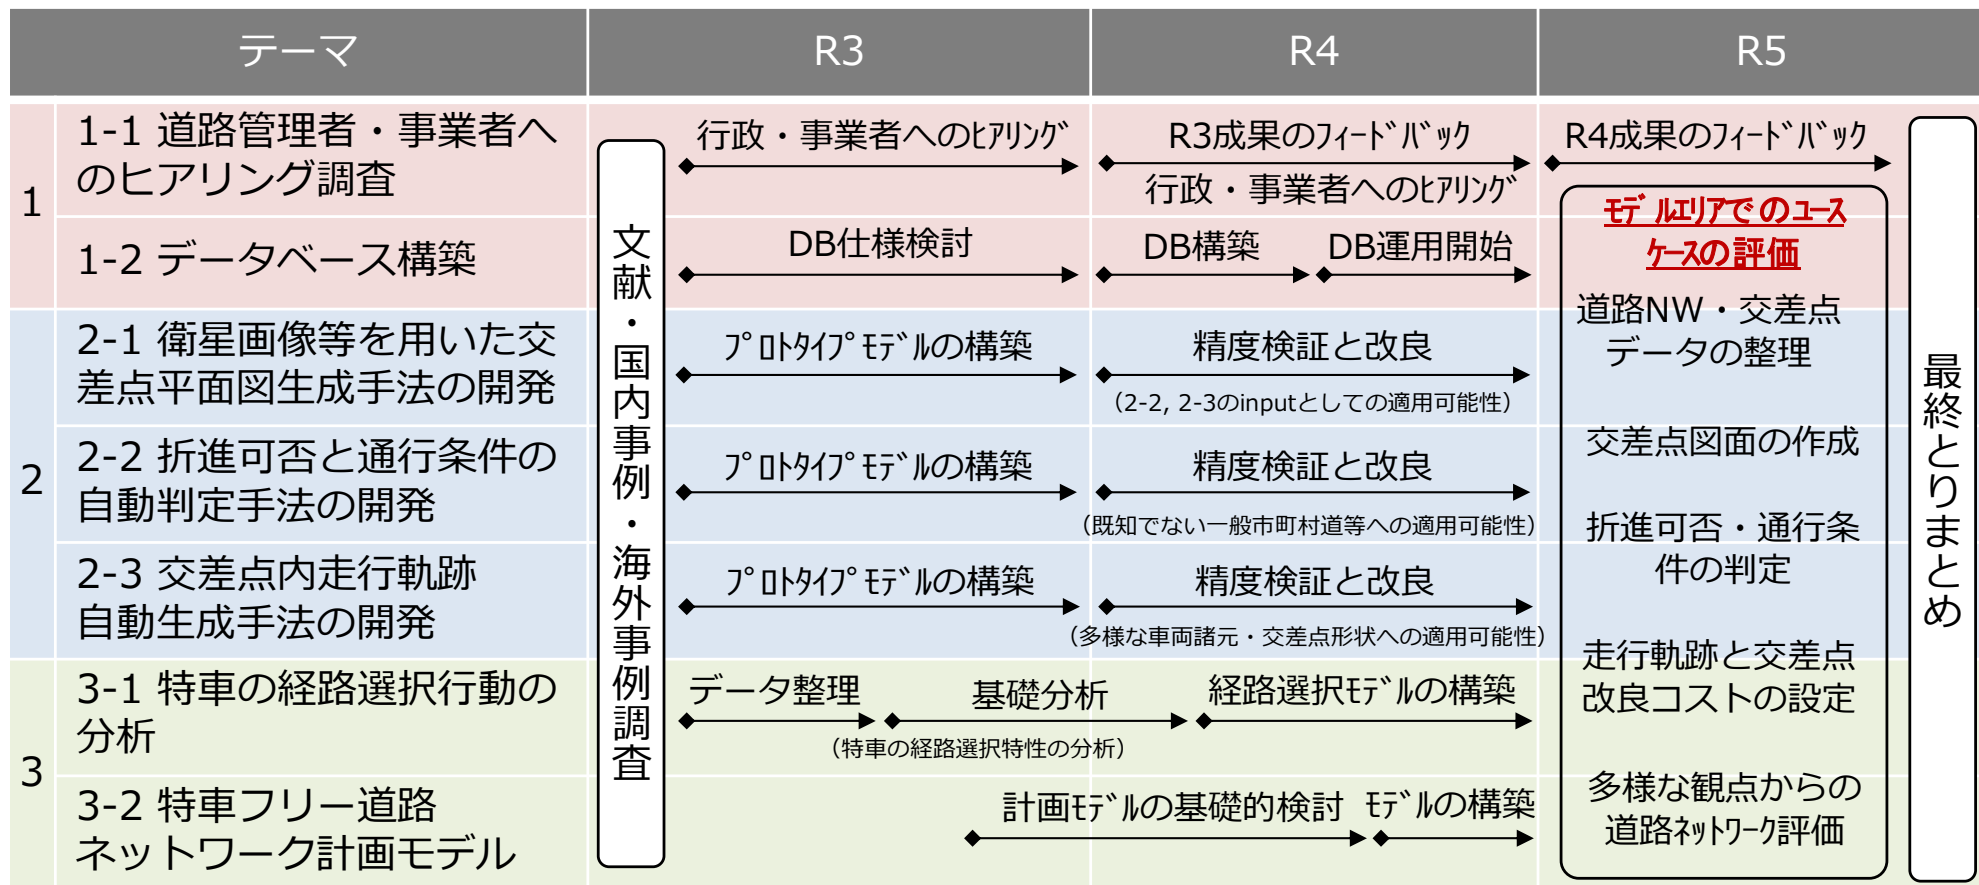 テーマ
R3
R4
R5
1
1-1 道路管理者・事業者へ
のヒアリング調査
行政・事業者へのﾋｱﾘﾝｸﾞ
R3成果のﾌｨｰﾄﾞﾊﾞｯｸ
行政・事業者へのﾋｱﾘﾝｸﾞ
R4成果のﾌｨｰﾄﾞﾊﾞｯｸ
1-2 データベース構築
DB仕様検討
DB構築
DB運用開始
2
2-1 衛星画像等を用いた交
差点平面図生成手法の開発
ﾌﾟﾛﾄﾀｲﾌﾟﾓﾃﾞﾙの構築
精度検証と改良
（2-2, 2-3のinputとしての適用可能性）
2-2 折進可否と通行条件の
自動判定手法の開発
ﾌﾟﾛﾄﾀｲﾌﾟﾓﾃﾞﾙの構築
精度検証と改良
（既知でない一般市町村道等への適用可能性）
2-3 交差点内走行軌跡
自動生成手法の開発
ﾌﾟﾛﾄﾀｲﾌﾟﾓﾃﾞﾙの構築
精度検証と改良
（多様な車両諸元・交差点形状への適用可能性）
3
3-1 特車の経路選択行動の
分析
データ整理
基礎分析
（特車の経路選択特性の分析）
経路選択ﾓﾃﾞﾙの構築
3-2 特車フリー道路
ネットワーク計画モデル
計画ﾓﾃﾞﾙの基礎的検討
ﾓﾃﾞﾙの構築
文献・国内事例・海外事例調査
ﾓﾃﾞﾙｴﾘｱでのﾕｰｽ
ｹｰｽの評価
道路NW・交差点
データの整理
交差点図面の作成
折進可否・通行条
件の判定
走行軌跡と交差点
改良コストの設定
多様な観点からの
道路ﾈｯﾄﾜｰｸ評価
最終とりまとめ